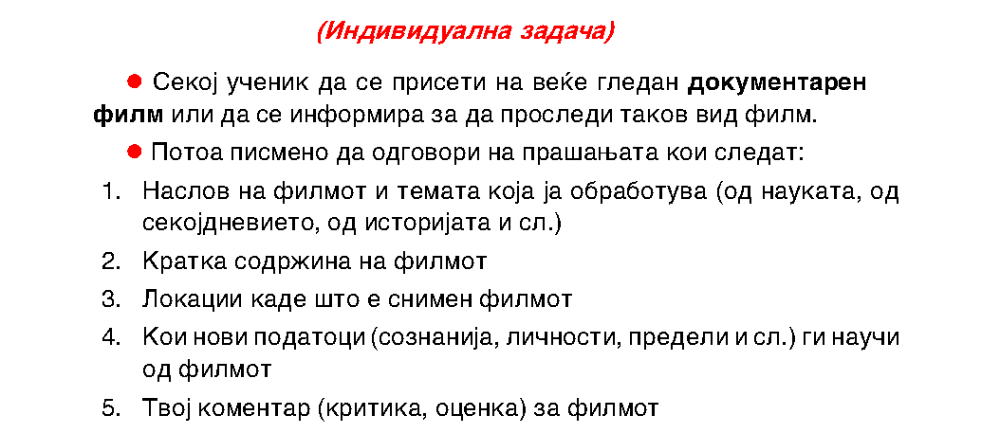 (Индивидуална задача)
● Секој ученик да се присети на веќе гледан документарен
филм или да се информира за да проследи таков вид филм.
● Потоа писмено да одговори на прашањата кои следат:
1. Наслов на филмот и темата која ја обработува (од науката, од
секојдневието, од историјата и сл.)
2. Кратка содржина на филмот
3. Локации каде што е снимен филмот
4. Кои нови податоци (сознанија, личности, предели и сл.) ги научи
од филмот
5. Твој коментар (критика, оценка) за филмот